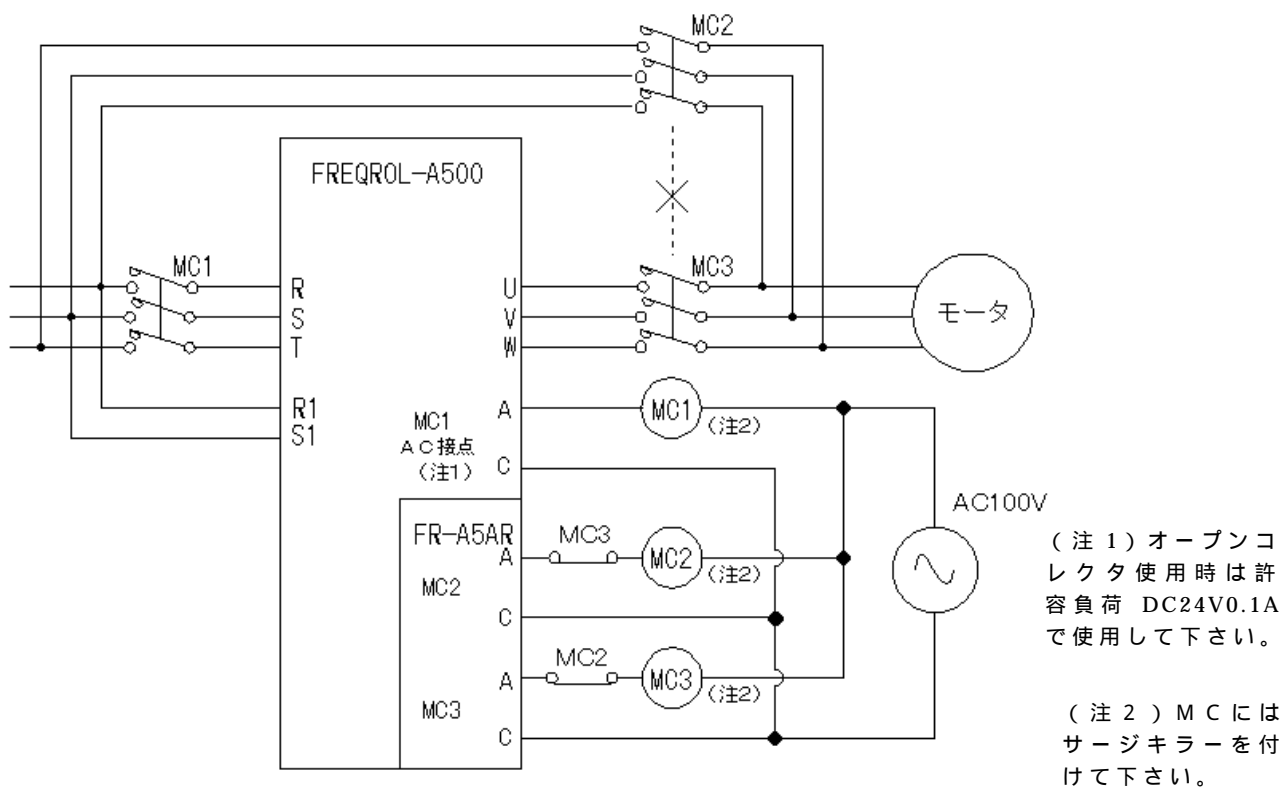 MC2
FREQROL-A500
MC1
MC3
R
S
T
U
V
W
モータ
R1
S1
MC1
AC接点
(注1)
A
C
MC1
(注2)
FR-A5AR
A
MC3
MC2
(注2)
MC2
C
A
MC2
MC3
(注2)
MC3
C
AC100V
(注1)オープンコ
レクタ使用時は許
容負荷 DC24V0.1A
で使用して下さい。
(注2)MCには
サージキラーを付
けて下さい。